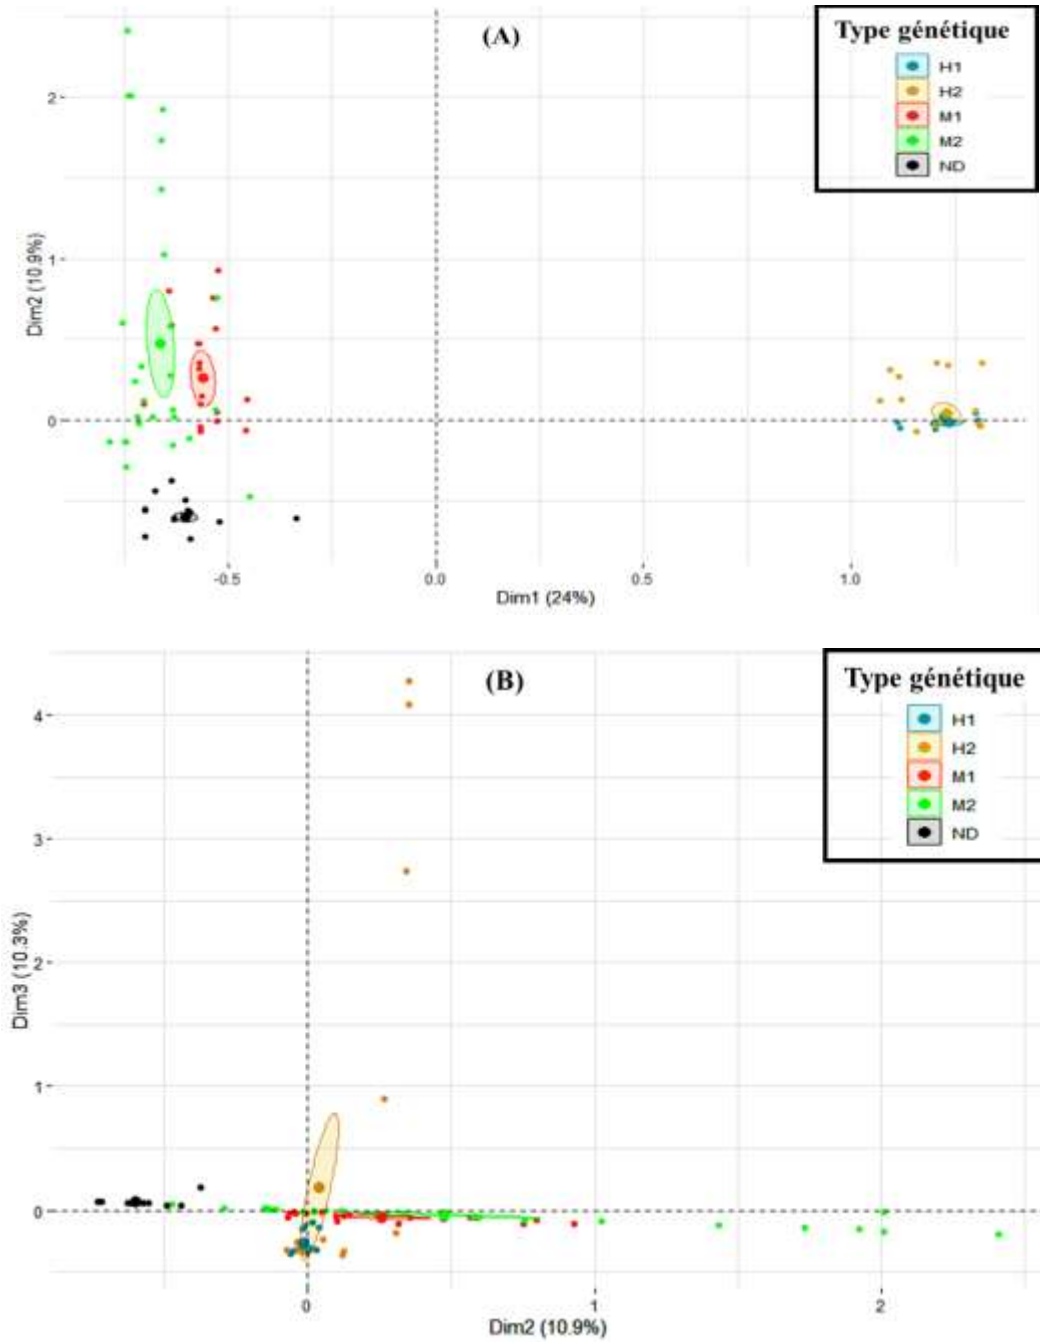 (A)
Type génétique
H1
H2
M1
M2
ND
2
1
0
Dim2 (10.9%)
-0.5
0.0
0.5
1.0
Dim1 (24%)
(B)
Type génétique
H1
H2
M1
M2
ND
4
3
2
1
0
Dim3 (10.3%)
0
1
2
Dim2 (10.9%)